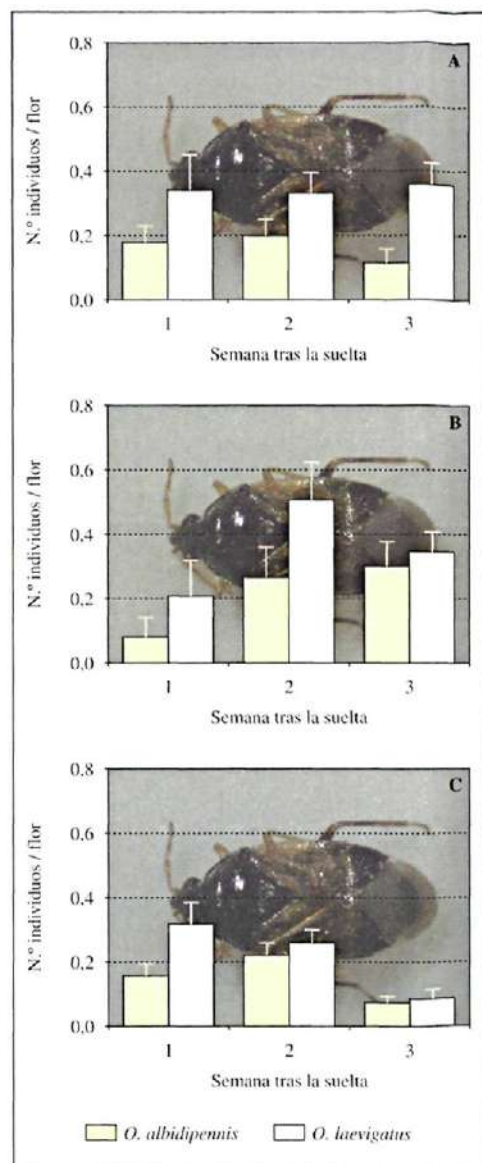 A
N.º individuos / flor
0,8
0,6
0,4
0,2
0,0
1 2 3
Semana tras la suelta
B
N.º individuos / flor
0,8
0,6
0,4
0,2
0,0
1 2 3
Semana tras la suelta
C
N.º individuos / flor
0,8
0,6
0,4
0,2
0,0
1 2 3
Semana tras la suelta
O. albidipennis O. laevigatus